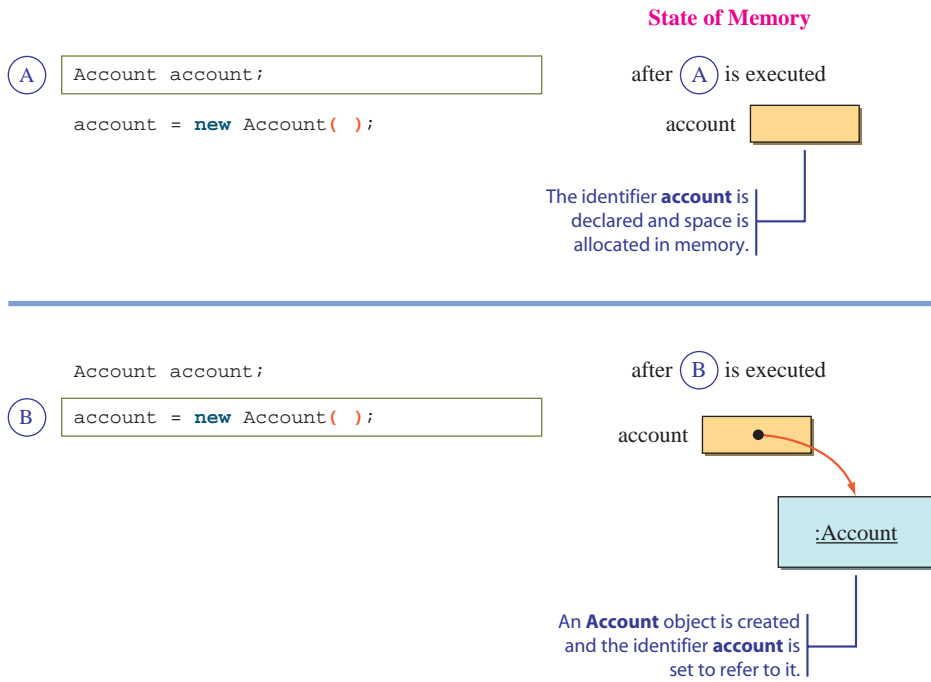 State of Memory
A Account account; after A is executed
account = new Account( ); account
The identifier account is
declared and space is
allocated in memory.
Account account; after B is executed
B account = new Account( );
account
:Account
An Account object is created
and the identifier account is
set to refer to it.